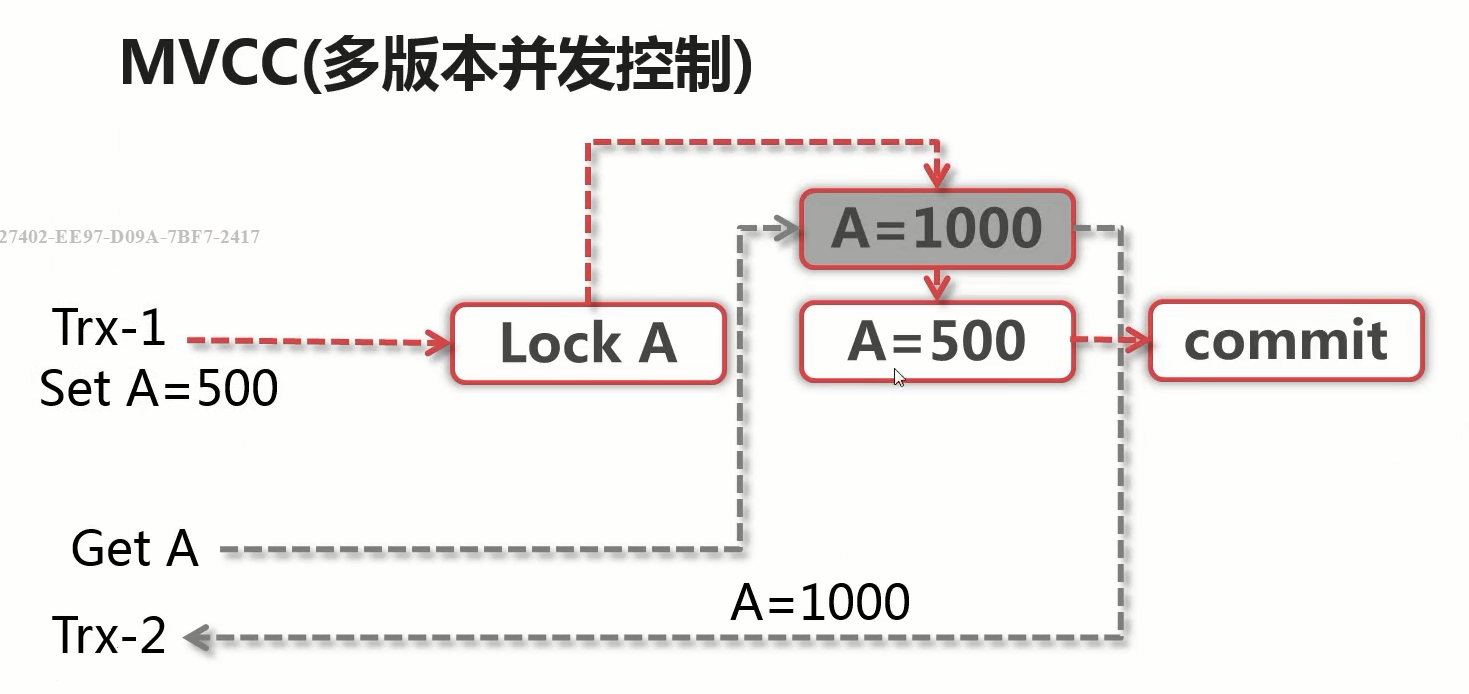 MVCC(多版本并发控制)
A=1000
27402-EE97-D09A-7BF7-2417
Trx-1
Set A=500
Lock A
A=500
commit
Get A
A=1000
Trx-2